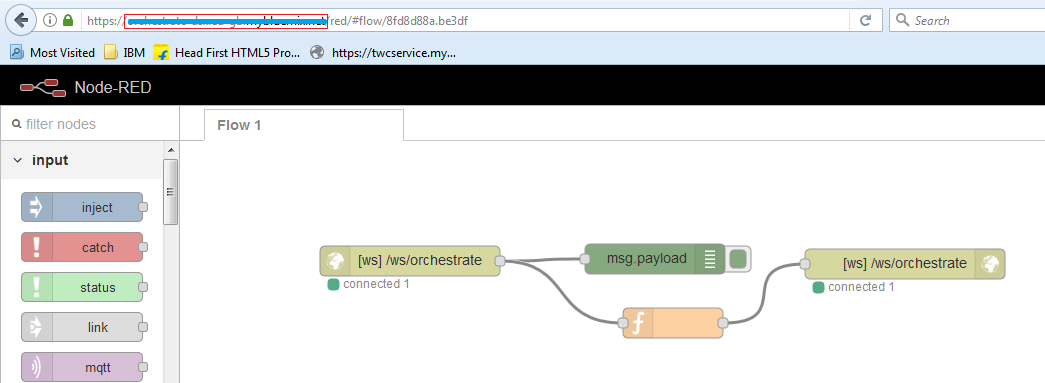 https:// /red/#flow/8fd8d88a.be3df
Search
Most Visited IBM Head First HTML5 Pro... https://twcservice.my...
Node-RED
filter nodes
Flow 1
input
inject
catch
status
link
mqtt
[ws] /ws/orchestrate
connected 1
msg.payload
[ws] /ws/orchestrate
connected 1